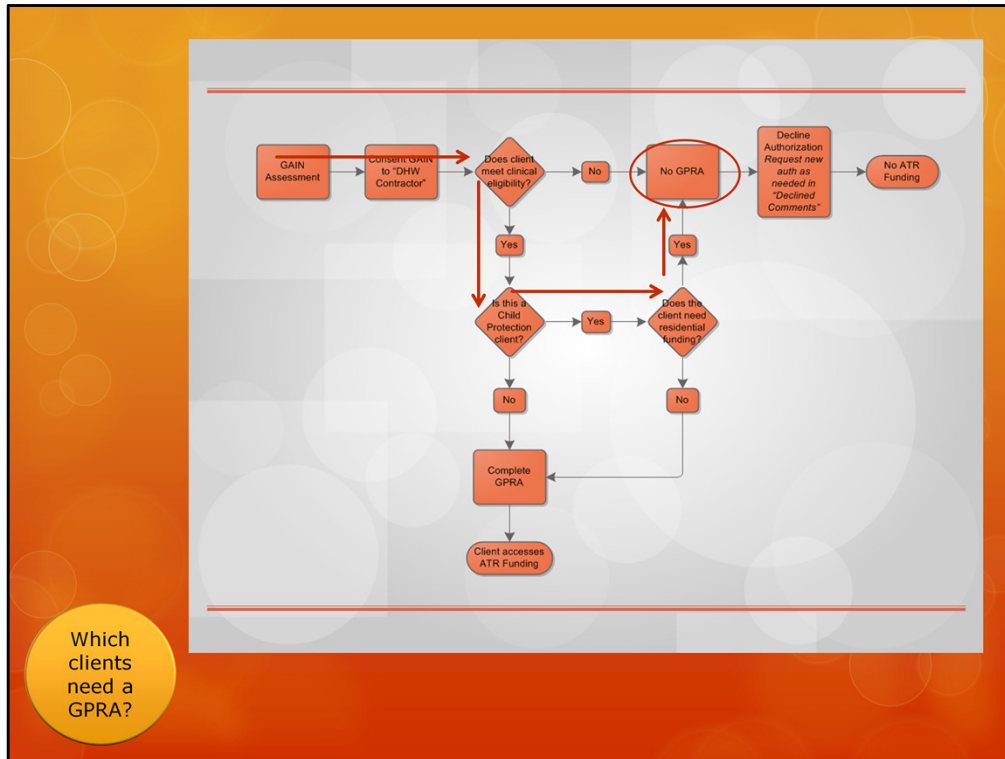 GAIN
Assessment
Consent GAIN
to "DHW
Contractor"
Does client
meet clinical
eligibility?
No
No GPRA
Decline
Authorization
Request new
auth as
needed in
"Declined
Comments"
No ATR
Funding
Yes
Yes
Is this a
Child
Protection
client?
Yes
Does the
client need
residential
funding?
No
No
Complete
GPRA
Client accesses
ATR Funding
Which
clients
need a
GPRA?